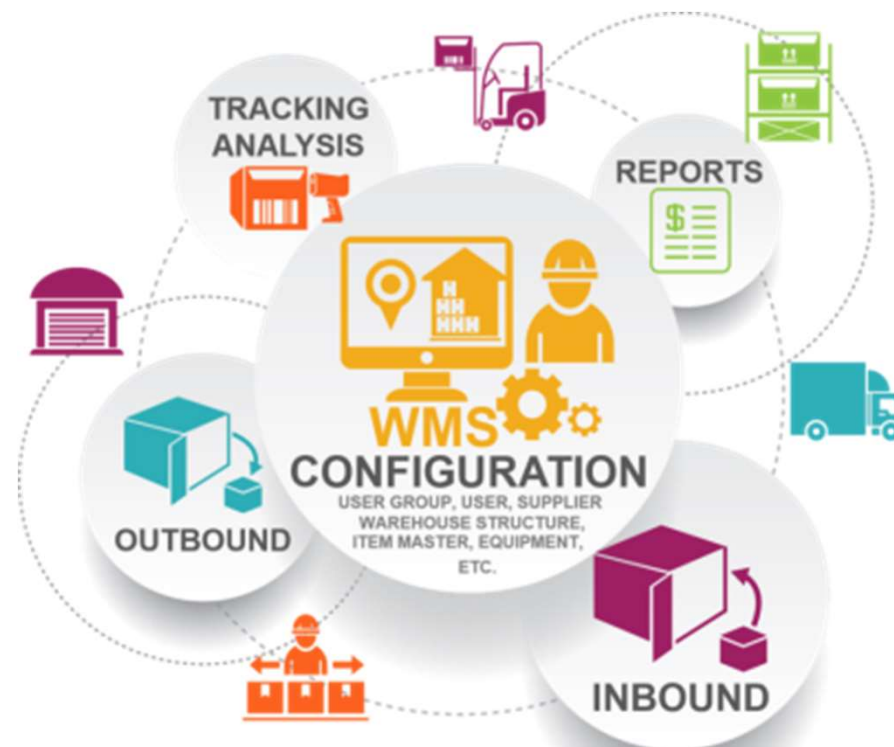 TRACKING
ANALYSIS
REPORTS
$
WMS
CONFIGURATION
USER GROUP, USER, SUPPLIER
WAREHOUSE STRUCTURE,
ITEM MASTER, EQUIPMENT,
ETC.
OUTBOUND
INBOUND